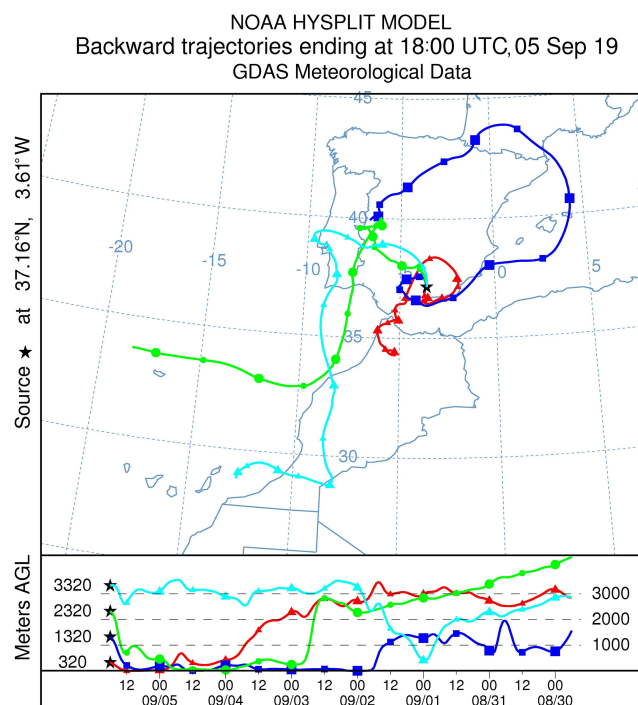 NOAA HYSPLIT MODEL
Backward trajectories ending at 18:00 UTC, 05 Sep 19
GDAS Meteorological Data
Source ★ at 37.16°N, 3.61°W
45
40
-20
-15
-10
0
5
35
30
Meters AGL
3320
2320
1320
320
3000
2000
1000
12 00 12 00 12 00 12 00 12 00 12 00 12 00
09/05 09/04 09/03 09/02 09/01 08/31 08/30